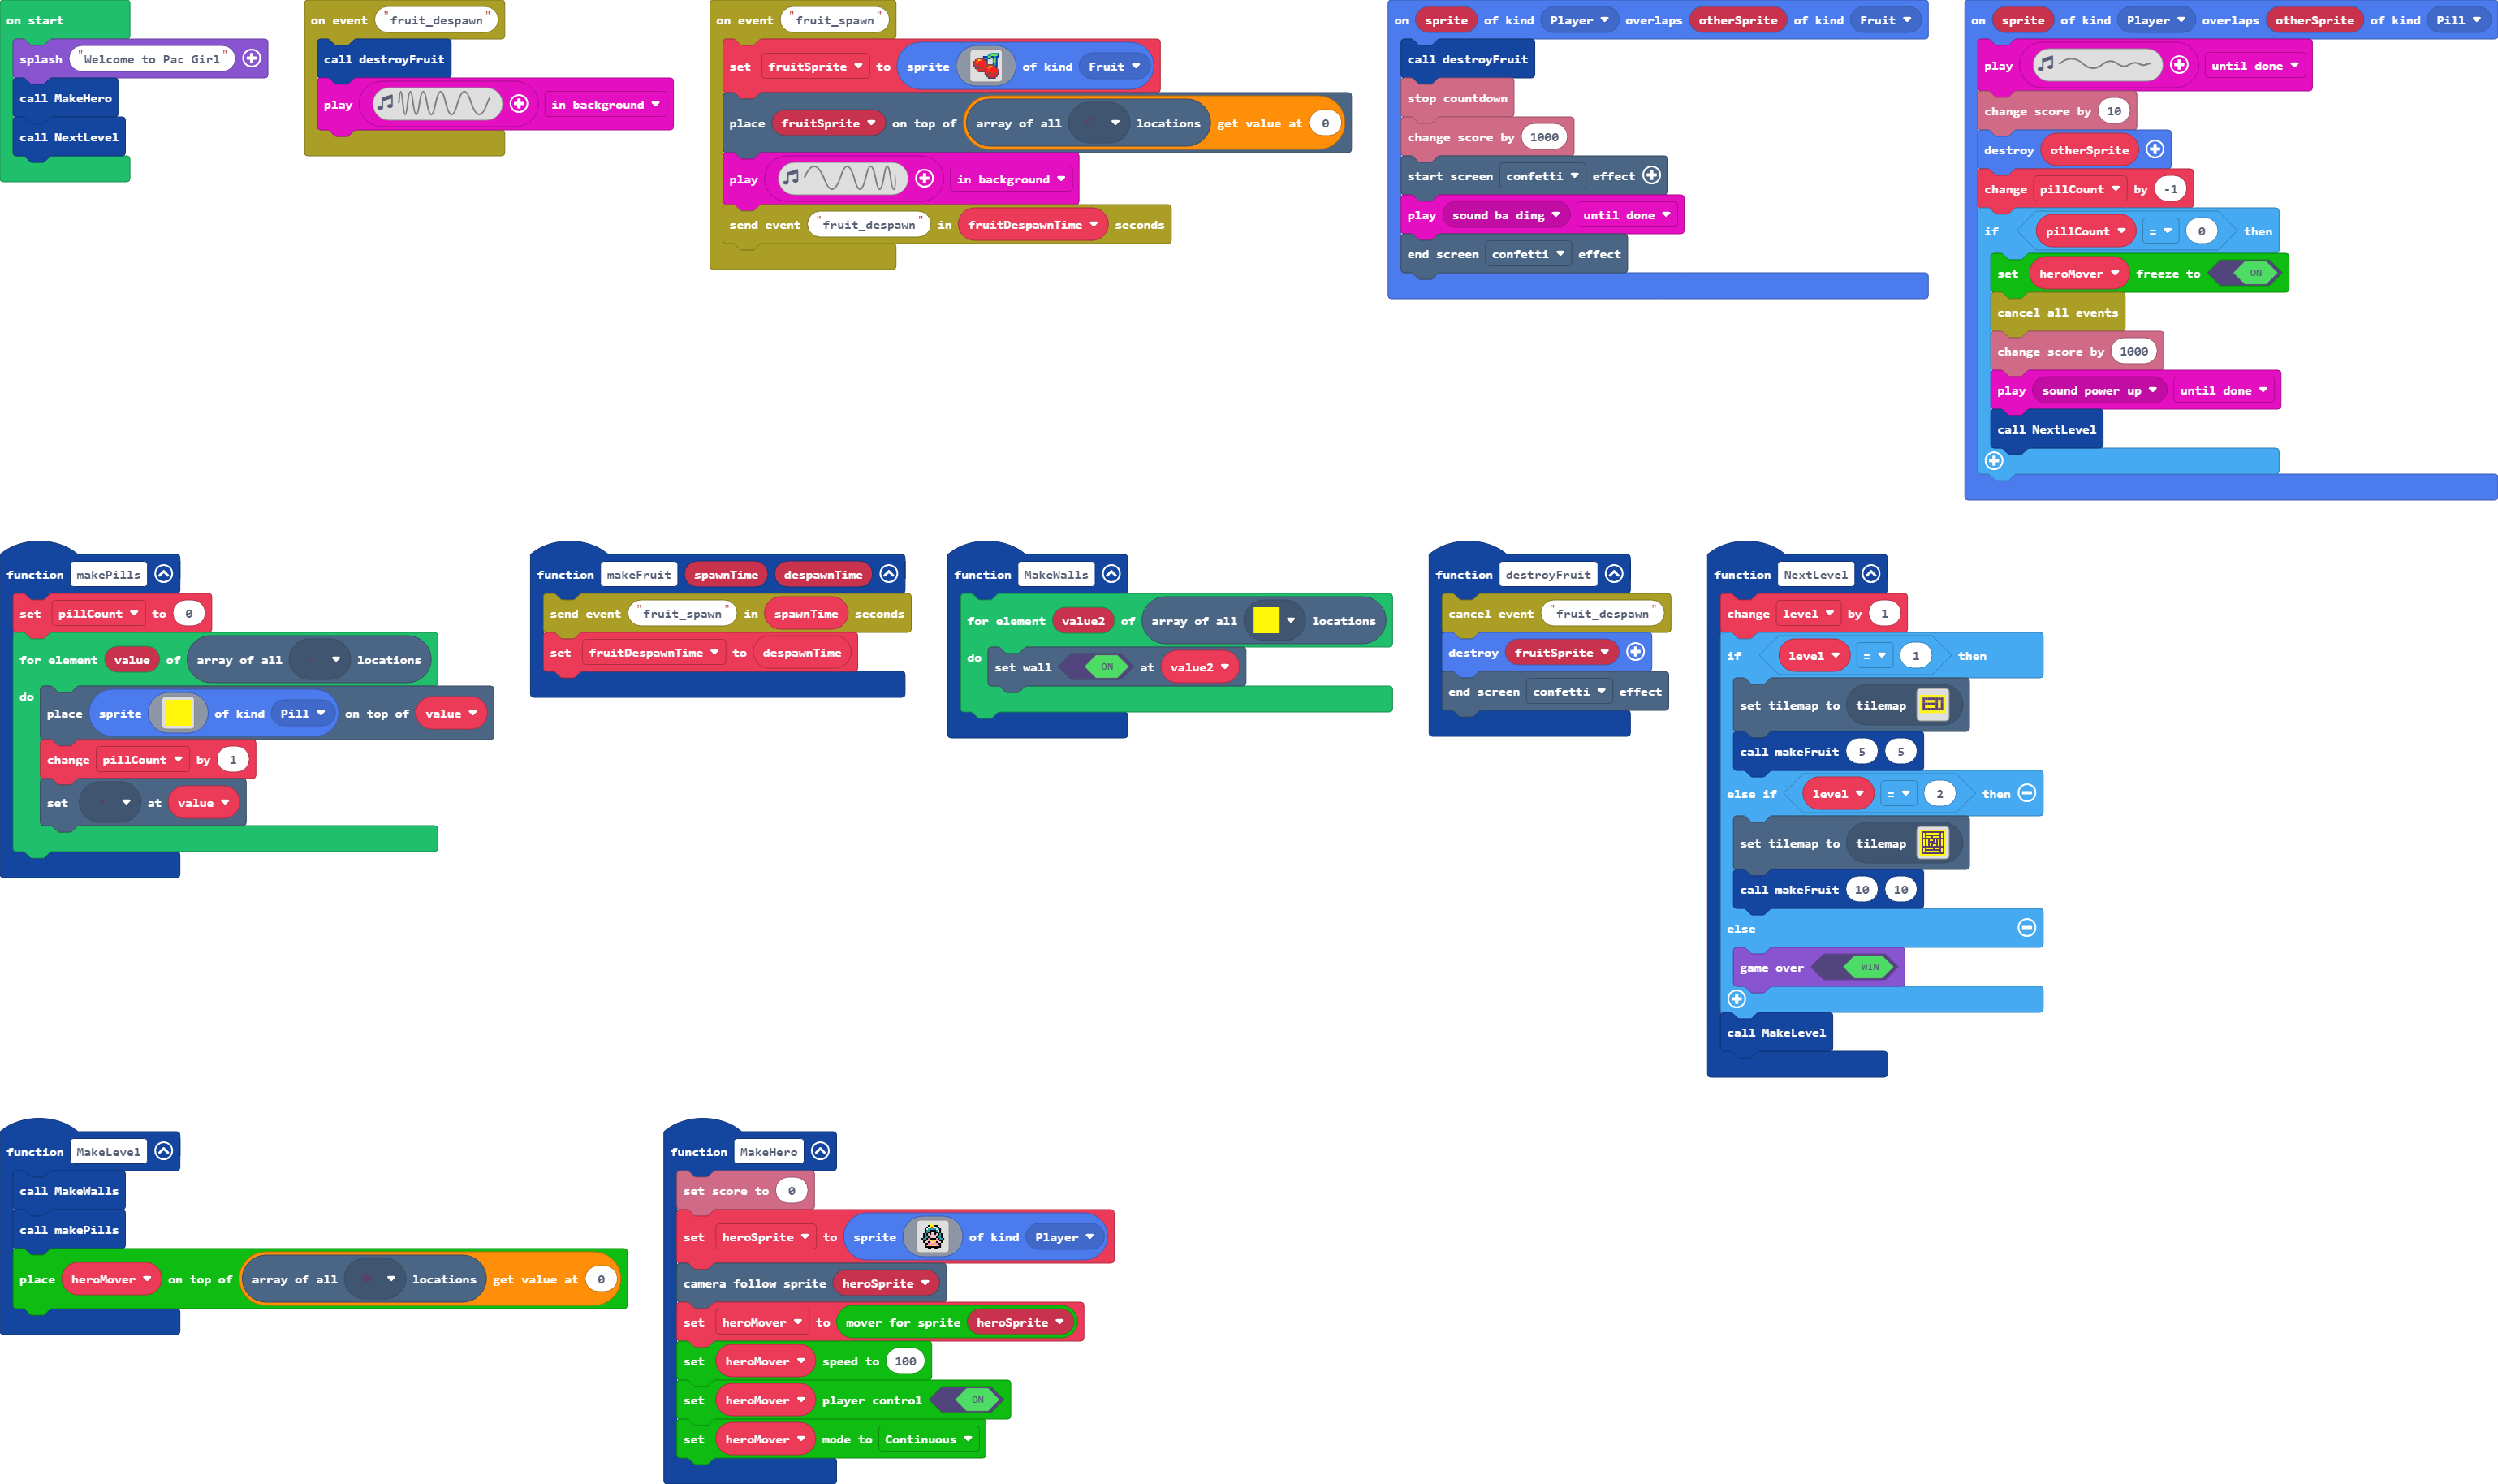 on start
splash "Welcome to Pac Girl"
call MakeHero
call NextLevel
on event "fruit_despawn"
call destroyFruit
play in background
on event "fruit_spawn"
set fruitSprite to sprite of kind Fruit
place fruitSprite on top of array of all locations get value at 0
play in background
send event "fruit_despawn" in fruitDespawnTime seconds
on sprite of kind Player overlaps otherSprite of kind Fruit
call destroyFruit
stop countdown
change score by 1000
start screen confetti effect
play sound ba ding until done
end screen confetti effect
on sprite of kind Player overlaps otherSprite of kind Pill
play until done
change score by 10
destroy otherSprite
change pillCount by -1
if pillCount = 0 then
set heroMover freeze to ON
cancel all events
change score by 1000
play sound power up until done
call NextLevel
function makePills
set pillCount to 0
for element value of array of all locations
do
place sprite of kind Pill on top of value
change pillCount by 1
set at value
function makeFruit spawnTime despawnTime
send event "fruit_spawn" in spawnTime seconds
set fruitDespawnTime to despawnTime
function MakeWalls
for element value2 of array of all locations
do set wall ON at value2
function destroyFruit
cancel event "fruit_despawn"
destroy fruitSprite
end screen confetti effect
function NextLevel
change level by 1
if level = 1 then
set tilemap to tilemap
call makeFruit 5 5
else if level = 2 then
set tilemap to tilemap
call makeFruit 10 10
else
game over WIN
call MakeLevel
function MakeLevel
call MakeWalls
call makePills
place heroMover on top of array of all locations get value at 0
function MakeHero
set score to 0
set heroSprite to sprite of kind Player
camera follow sprite heroSprite
set heroMover to mover for sprite heroSprite
set heroMover speed to 100
set heroMover player control ON
set heroMover mode to Continuous